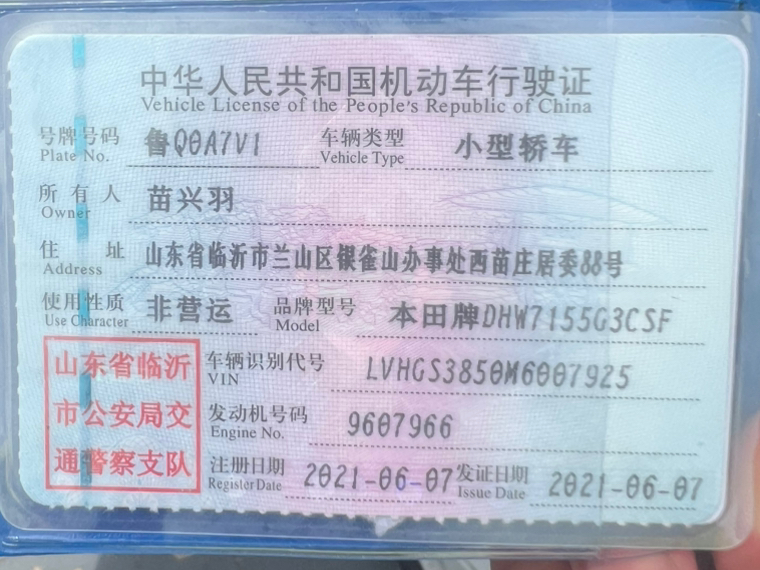 中华人民共和国机动车行驶证
Vehicle License of the People's Republic of China
号牌号码 鲁Q0A7V1 车辆类型 小型轿车
Plate No. Vehicle Type
所有人 苗兴羽
Owner
住址 山东省临沂市兰山区银雀山办事处西苗庄居委88号
Address
使用性质 非营运 品牌型号 本田牌DHW7155G3CSF
Use Character Model
山东省临沂 车辆识别代号 LVHGS3850M6007925
VIN
市公安局交 发动机号码 9607966
Engine No.
通警察支队 注册日期 2021-06-07 发证日期 2021-06-07
Register Date Issue Date